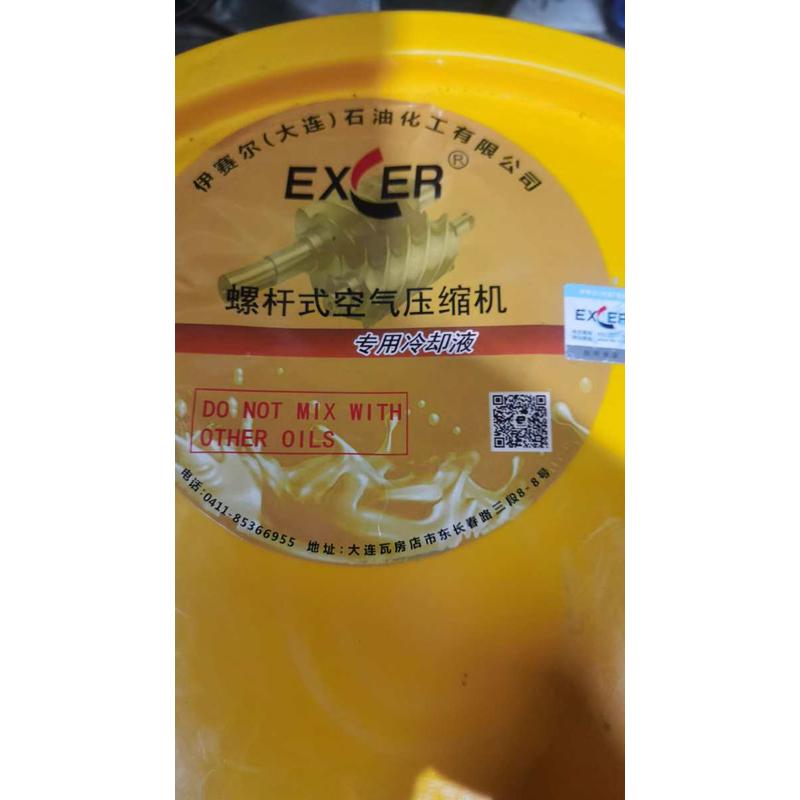 伊赛尔(大连)石油化工有限公司
EXCER®
螺杆式空气压缩机
专用冷却液
EXCER
DO NOT MIX WITH
OTHER OILS
电话:0411-85366955 地址:大连瓦房店市东长春路三段8-8号